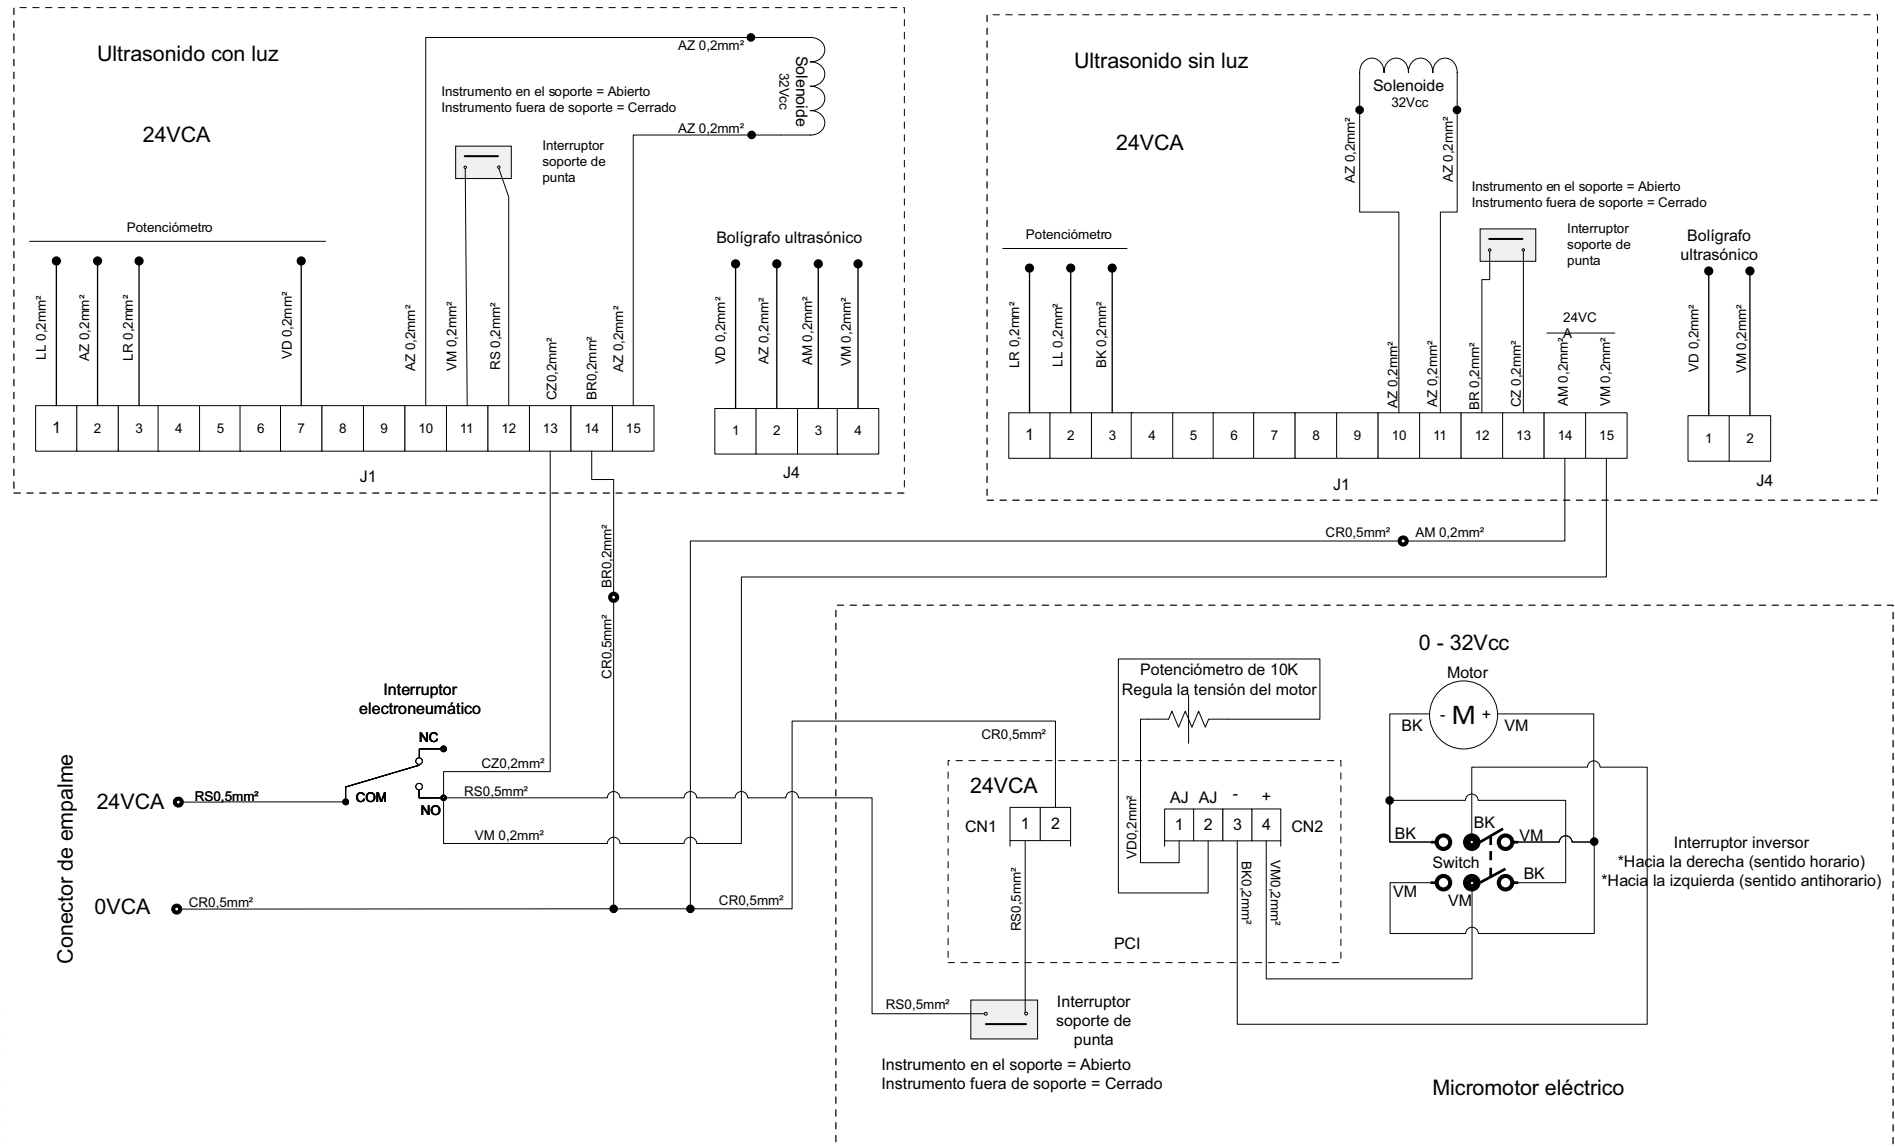 Ultrasonido con luz
24VCA
AZ 0,2mm²
Solenoide
32Vcc
AZ 0,2mm²
Instrumento en el soporte = Abierto
Instrumento fuera de soporte = Cerrado
Interruptor
soporte de
punta
Potenciómetro
LL 0,2mm²
AZ 0,2mm²
LR 0,2mm²
VD 0,2mm²
AZ 0,2mm²
VM 0,2mm²
RS 0,2mm²
CZ0,2mm²
BR0,2mm²
AZ 0,2mm²
1 2 3 4 5 6 7 8 9 10 11 12 13 14 15
J1
Bolígrafo ultrasónico
VD 0,2mm²
AZ 0,2mm²
AM 0,2mm²
VM 0,2mm²
1 2 3 4
J4
Ultrasonido sin luz
24VCA
Solenoide
32Vcc
AZ 0,2mm²
AZ 0,2mm²
Instrumento en el soporte = Abierto
Instrumento fuera de soporte = Cerrado
Interruptor
soporte de
punta
Potenciómetro
LR 0,2mm²
LL 0,2mm²
BK 0,2mm²
AZ 0,2mm²
AZ 0,2mm²
BR 0,2mm²
CZ 0,2mm²
24VC
A
AM 0,2mm²
VM 0,2mm²
1 2 3 4 5 6 7 8 9 10 11 12 13 14 15
J1
Bolígrafo
ultrasónico
VD 0,2mm²
VM 0,2mm²
1 2
J4
CR0,5mm² AM 0,2mm²
BR0,2mm²
CR0,5mm²
Conector de empalme
Interruptor
electroneumático
NC
24VCA RS0,5mm² COM
NO
CZ0,2mm²
RS0,5mm²
VM 0,2mm²
0VCA CR0,5mm²
CR0,5mm²
CR0,5mm²
RS0,5mm²
Potenciómetro de 10K
Regula la tensión del motor
24VCA
CN1 1 2
RS0,5mm²
VD0,2mm²
AJ AJ - +
1 2 3 4 CN2
BK0,2mm²
VM0,2mm²
PCI
Interruptor
soporte de
punta
Instrumento en el soporte = Abierto
Instrumento fuera de soporte = Cerrado
0 - 32Vcc
Motor
BK - M + VM
BK BK VM
Switch
VM VM BK
Interruptor inversor
*Hacia la derecha (sentido horario)
*Hacia la izquierda (sentido antihorario)
Micromotor eléctrico